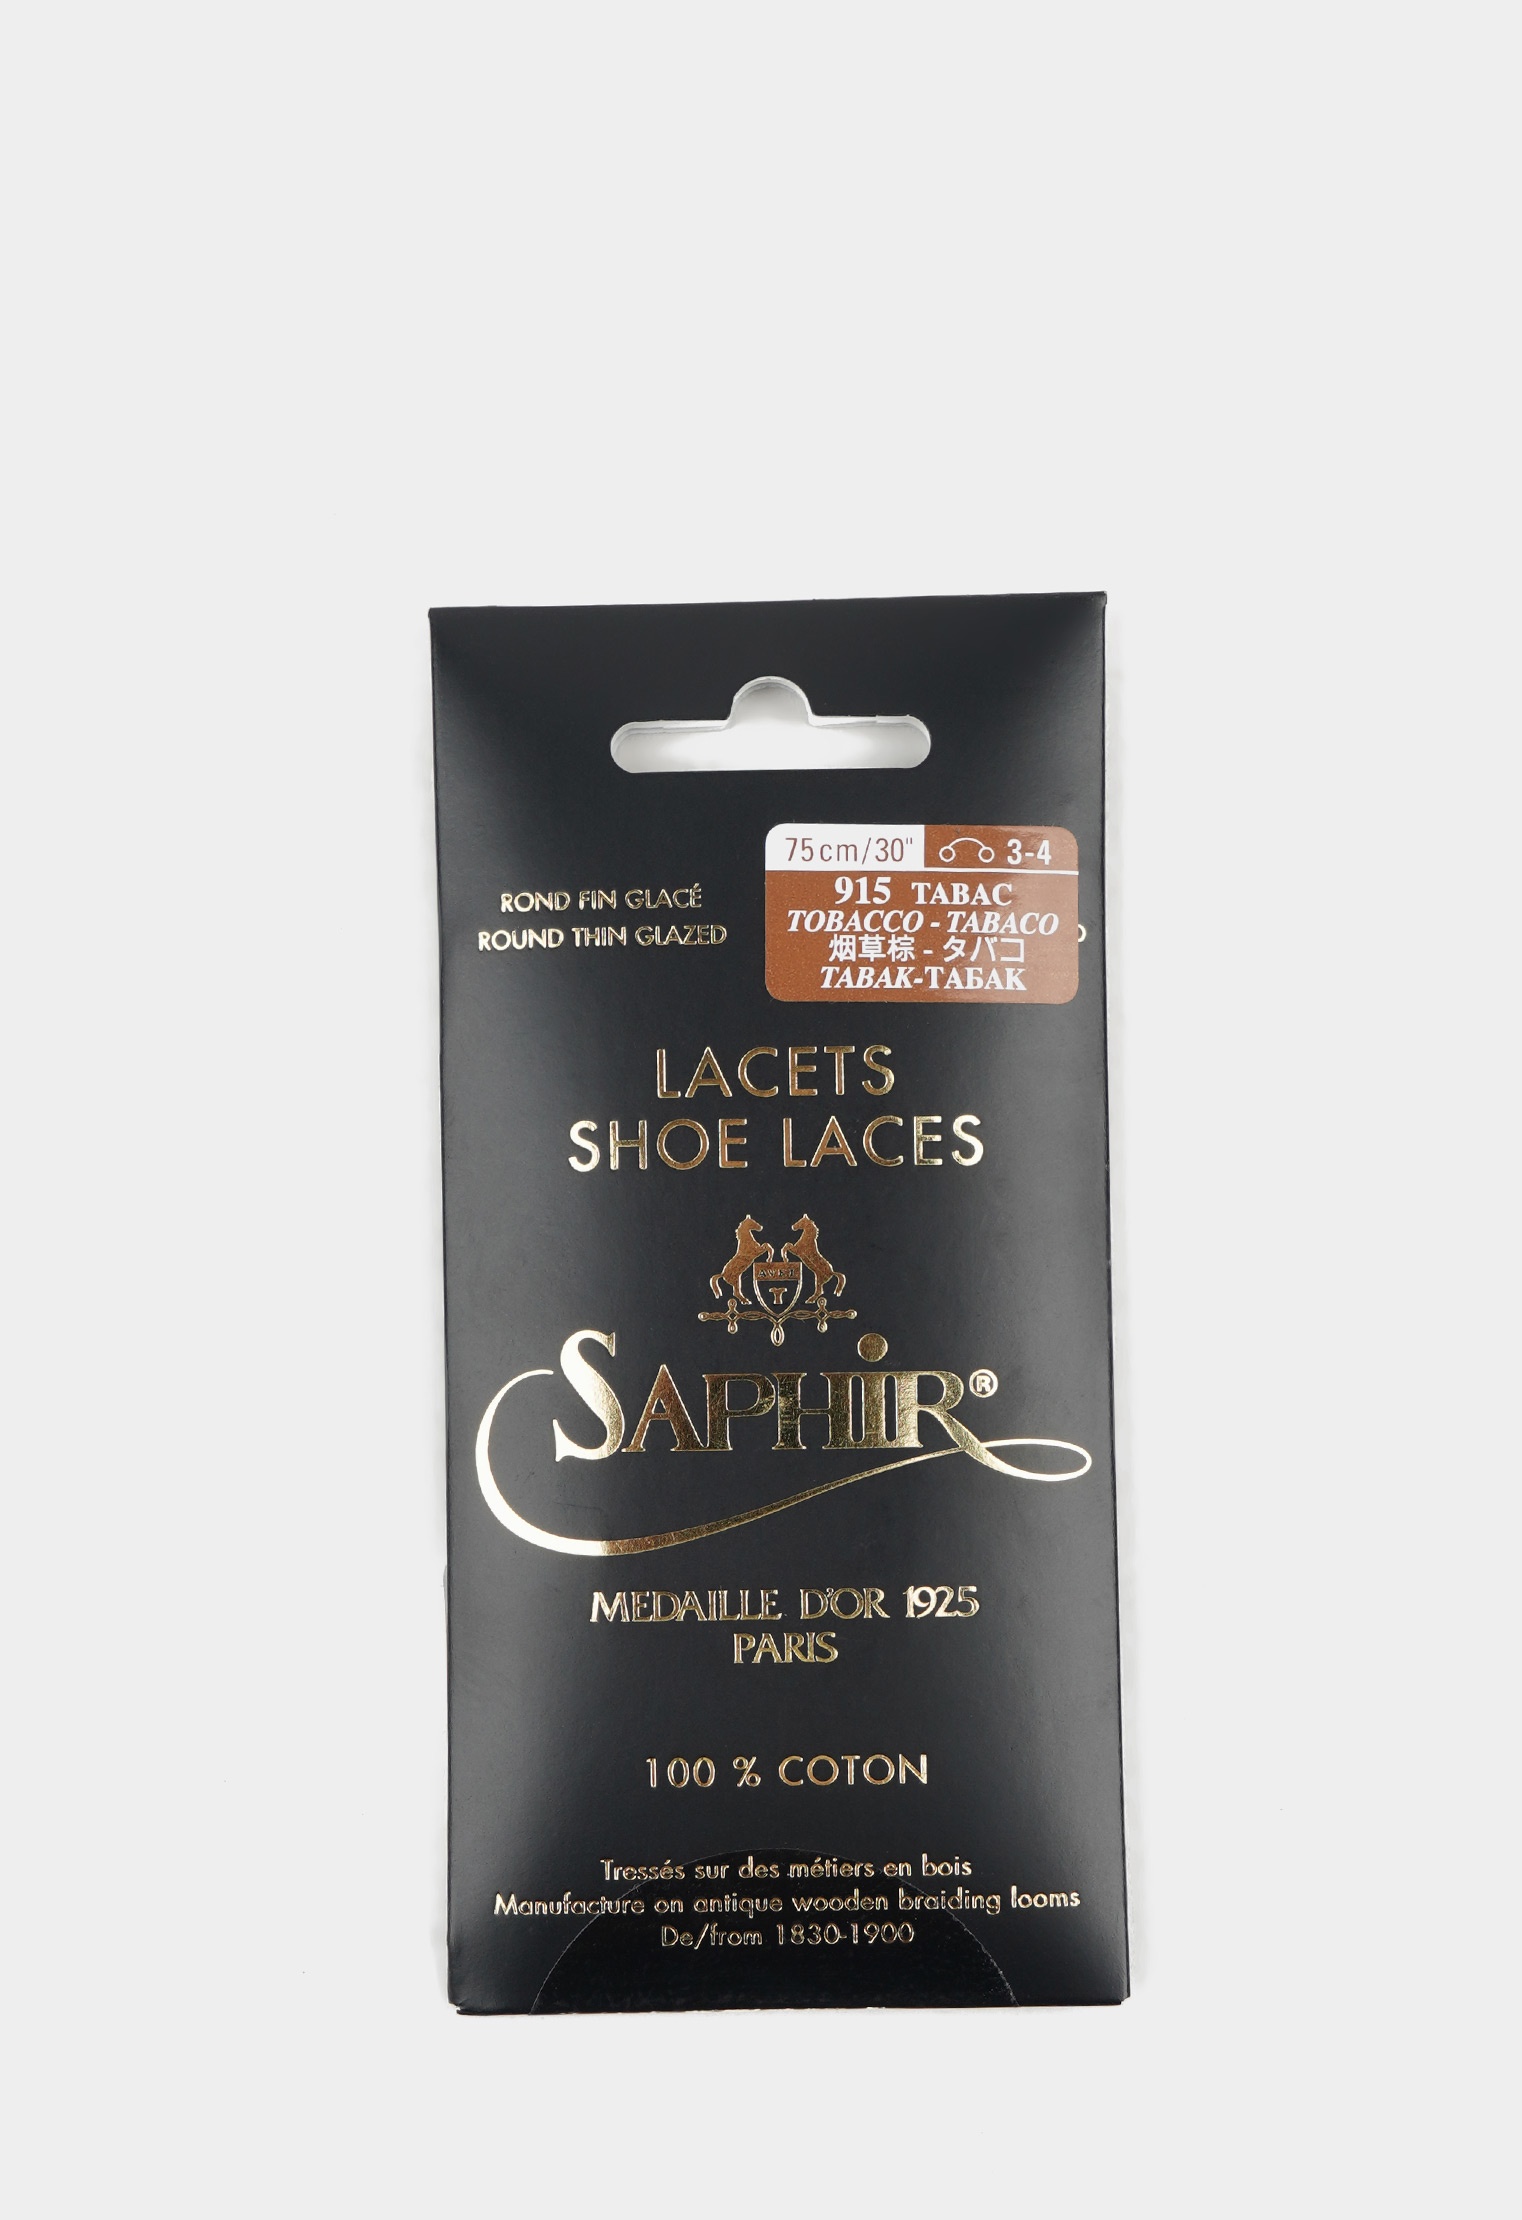 75cm/30" 3-4
915 TABAC
TOBACCO - TABACO
烟草棕 - タバコ
TABAK-ТАБАК
ROND FIN GLACÉ
ROUND THIN GLAZED
LACETS
SHOE LACES
SAPHIR®
MEDAILLE D'OR 1925
PARIS
100 % COTON
Tressés sur des métiers en bois
Manufacture on antique wooden braiding looms
De/from 1830-1900